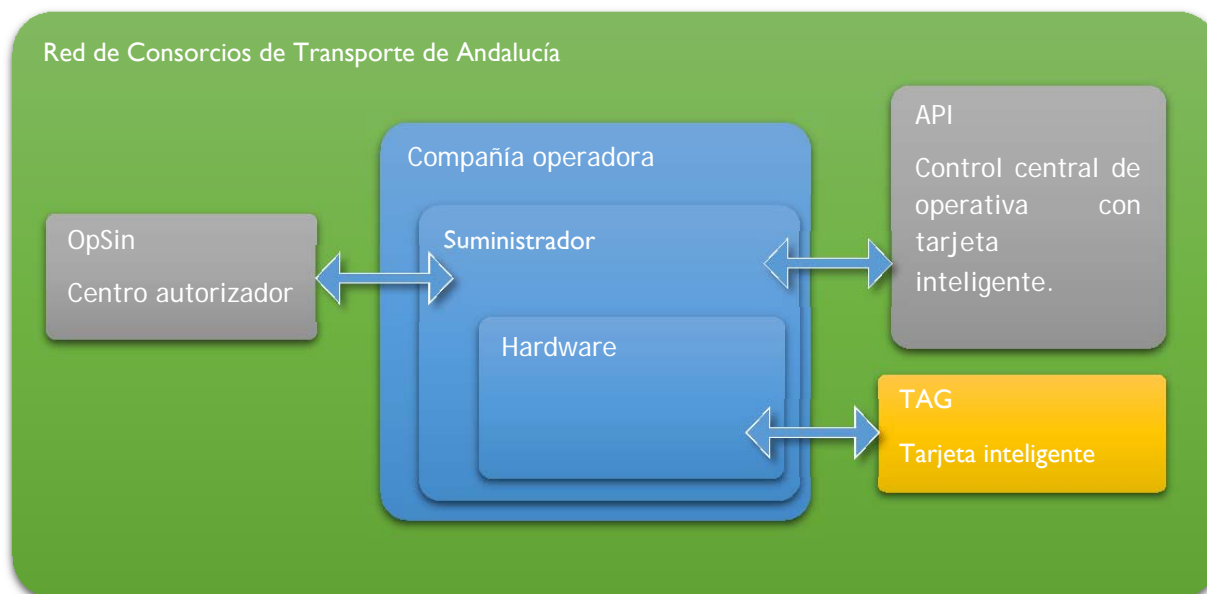 Red de Consorcios de Transporte de Andalucía
Compañía operadora
Suministrador
Hardware
OpSin
Centro autorizador
API
Control central de
operativa con
tarjeta
inteligente.
TAG
Tarjeta inteligente